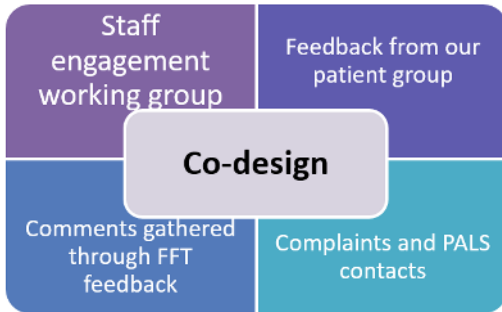 Staff
engagement
working group
Feedback from our
patient group
Co-design
Comments gathered
through FFT
feedback
Complaints and PALS
contacts